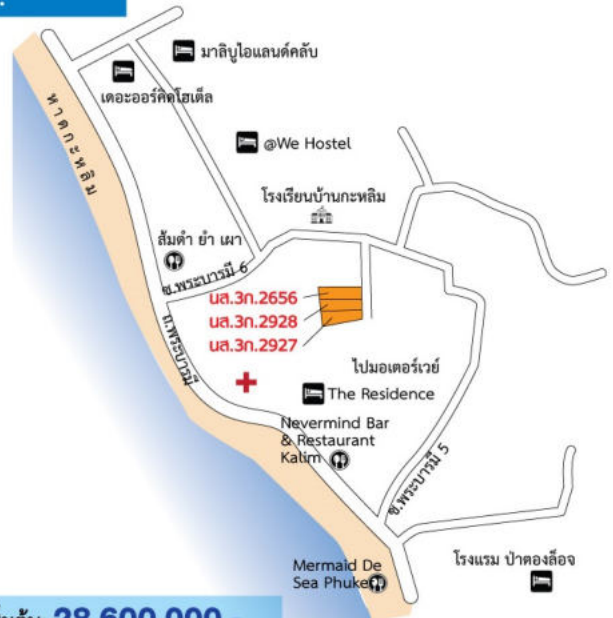 มาลิบูไอแลนด์คลับ
เดอะออร์คิดโฮเต็ล
หาดกะหลิม
@We Hostel
โรงเรียนบ้านกะหลิม
ส้มตำ ยำ เผา
ซ.พระบารมี 6
นส.3ก.2656
นส.3ก.2928
นส.3ก.2927
ถ.พระบารมี
ไปมอเตอร์เวย์
The Residence
Nevermind Bar
& Restaurant
Kalim
ซ.พระบารมี 5
Mermaid De
Sea Phuket
โรงแรม ป่าตองล็อจ
28,600,000.-